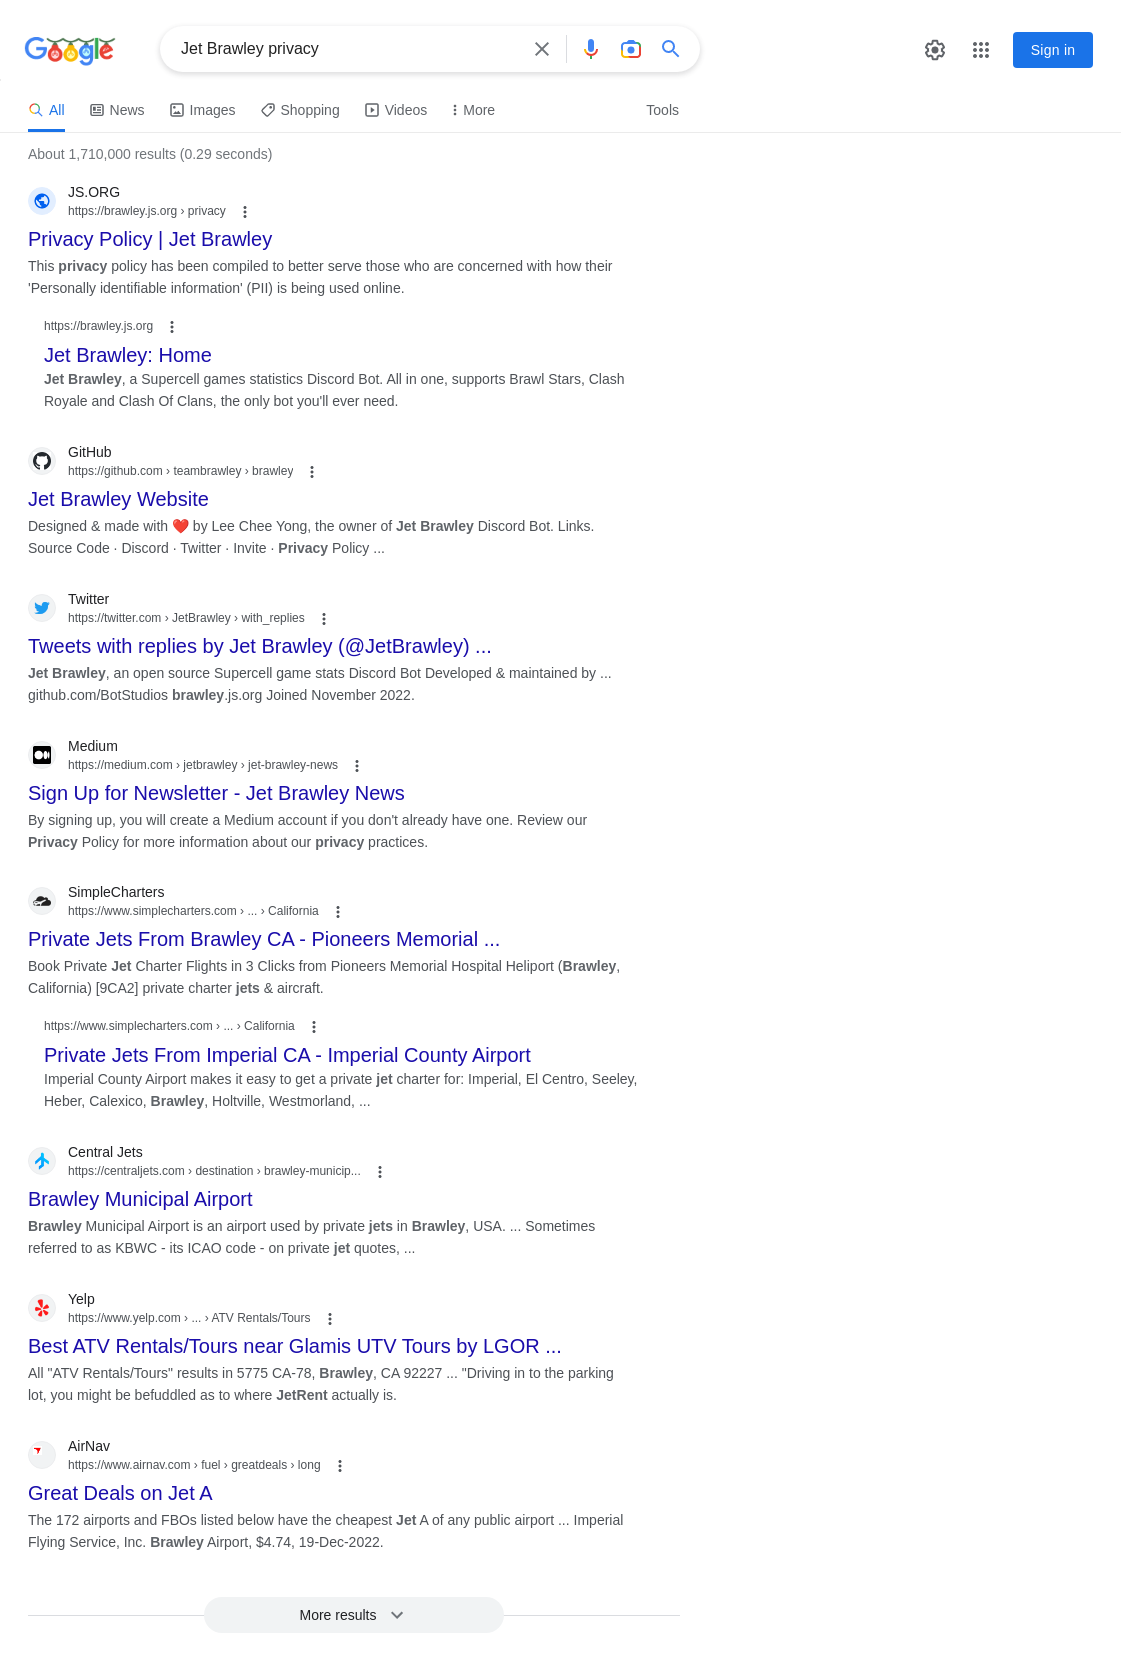 Google
Jet Brawley privacy
Sign in
All
News
Images
Shopping
Videos
More
Tools
About 1,710,000 results (0.29 seconds)
JS.ORG
https://brawley.js.org › privacy
Privacy Policy | Jet Brawley
This privacy policy has been compiled to better serve those who are concerned with how their
'Personally identifiable information' (PII) is being used online.
https://brawley.js.org
Jet Brawley: Home
Jet Brawley, a Supercell games statistics Discord Bot. All in one, supports Brawl Stars, Clash
Royale and Clash Of Clans, the only bot you'll ever need.
GitHub
https://github.com › teambrawley › brawley
Jet Brawley Website
Designed & made with ❤️ by Lee Chee Yong, the owner of Jet Brawley Discord Bot. Links.
Source Code · Discord · Twitter · Invite · Privacy Policy ...
Twitter
https://twitter.com › JetBrawley › with_replies
Tweets with replies by Jet Brawley (@JetBrawley) ...
Jet Brawley, an open source Supercell game stats Discord Bot Developed & maintained by ...
github.com/BotStudios brawley.js.org Joined November 2022.
Medium
https://medium.com › jetbrawley › jet-brawley-news
Sign Up for Newsletter - Jet Brawley News
By signing up, you will create a Medium account if you don't already have one. Review our
Privacy Policy for more information about our privacy practices.
SimpleCharters
https://www.simplecharters.com › ... › California
Private Jets From Brawley CA - Pioneers Memorial ...
Book Private Jet Charter Flights in 3 Clicks from Pioneers Memorial Hospital Heliport (Brawley,
California) [9CA2] private charter jets & aircraft.
https://www.simplecharters.com › ... › California
Private Jets From Imperial CA - Imperial County Airport
Imperial County Airport makes it easy to get a private jet charter for: Imperial, El Centro, Seeley,
Heber, Calexico, Brawley, Holtville, Westmorland, ...
Central Jets
https://centraljets.com › destination › brawley-municip...
Brawley Municipal Airport
Brawley Municipal Airport is an airport used by private jets in Brawley, USA. ... Sometimes
referred to as KBWC - its ICAO code - on private jet quotes, ...
Yelp
https://www.yelp.com › ... › ATV Rentals/Tours
Best ATV Rentals/Tours near Glamis UTV Tours by LGOR ...
All "ATV Rentals/Tours" results in 5775 CA-78, Brawley, CA 92227 ... "Driving in to the parking
lot, you might be befuddled as to where JetRent actually is.
AirNav
https://www.airnav.com › fuel › greatdeals › long
Great Deals on Jet A
The 172 airports and FBOs listed below have the cheapest Jet A of any public airport ... Imperial
Flying Service, Inc. Brawley Airport, $4.74, 19-Dec-2022.
More results